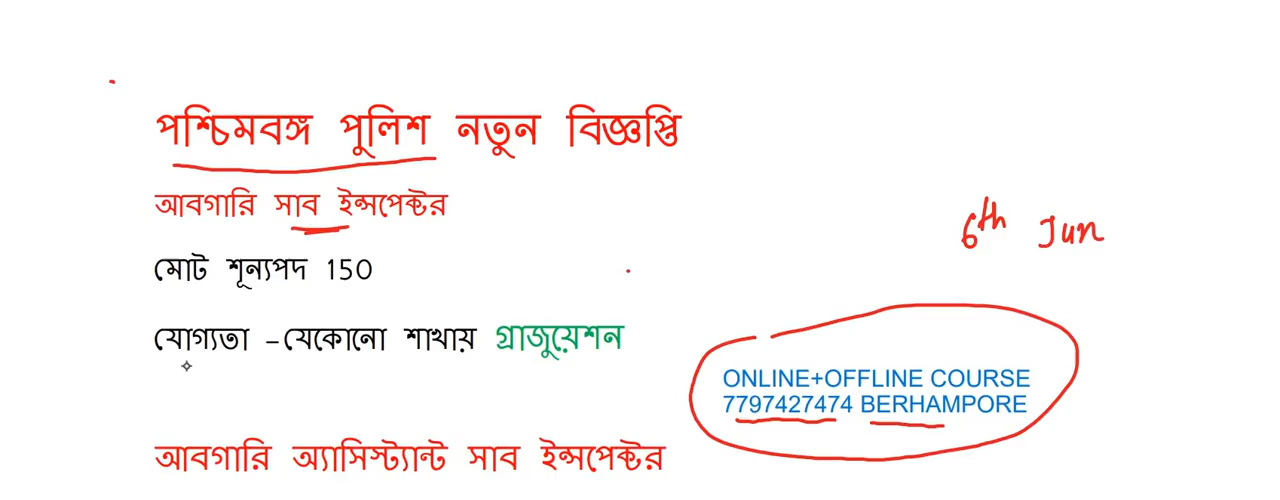 পশ্চিমবঙ্গ পুলিশ নতুন বিজ্ঞপ্তি
আবগারি সাব ইন্সপেক্টর
6th Jun
মোট শূন্যপদ 150
যোগ্যতা –যেকোনো শাখায় গ্রাজুয়েশন
ONLINE+OFFLINE COURSE
7797427474 BERHAMPORE
আবগারি অ্যাসিস্ট্যান্ট সাব ইন্সপেক্টর